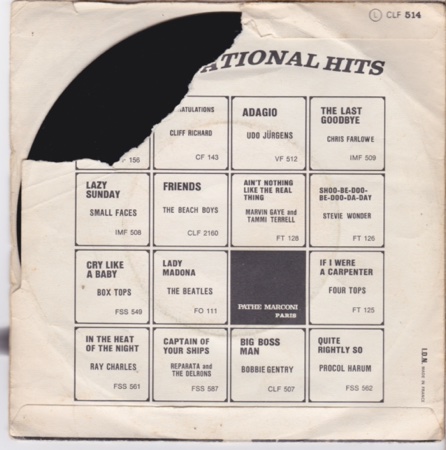 Ⓛ CLF 514
ATIONAL HITS
ATULATIONS
CLIFF RICHARD
156
CF 143
ADAGIO
UDO JÜRGENS
VF 512
THE LAST
GOODBYE
CHRIS FARLOWE
IMF 509
LAZY
SUNDAY
SMALL FACES
IMF 508
FRIENDS
THE BEACH BOYS
CLF 2160
AIN'T NOTHING
LIKE THE REAL
THING
MARVIN GAYE and
TAMMI TERRELL
FT 128
SHOO-BE-DOO-
BE-DOO-DA-DAY
STEVIE WONDER
FT 126
CRY LIKE
A BABY
BOX TOPS
FSS 549
LADY
MADONA
THE BEATLES
FO 111
PATHE MARCONI
PARIS
IF I WERE
A CARPENTER
FOUR TOPS
FT 125
IN THE HEAT
OF THE NIGHT
RAY CHARLES
FSS 561
CAPTAIN OF
YOUR SHIPS
REPARATA and
THE DELRONS
FSS 587
BIG BOSS
MAN
BOBBIE GENTRY
CLF 507
QUITE
RIGHTLY SO
PROCOL HARUM
FSS 562
I.D.N. MADE IN FRANCE